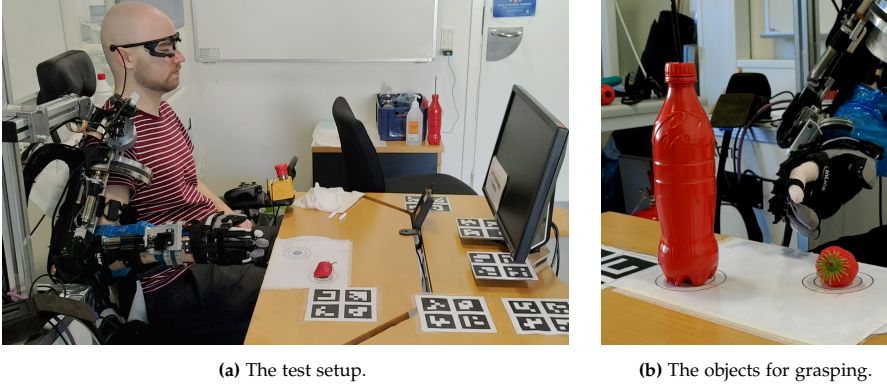 (a) The test setup.
(b) The objects for grasping.